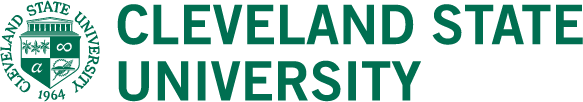 CLEVELAND STATE UNIVERSITY
1964
∞
α
CLEVELAND STATE
UNIVERSITY